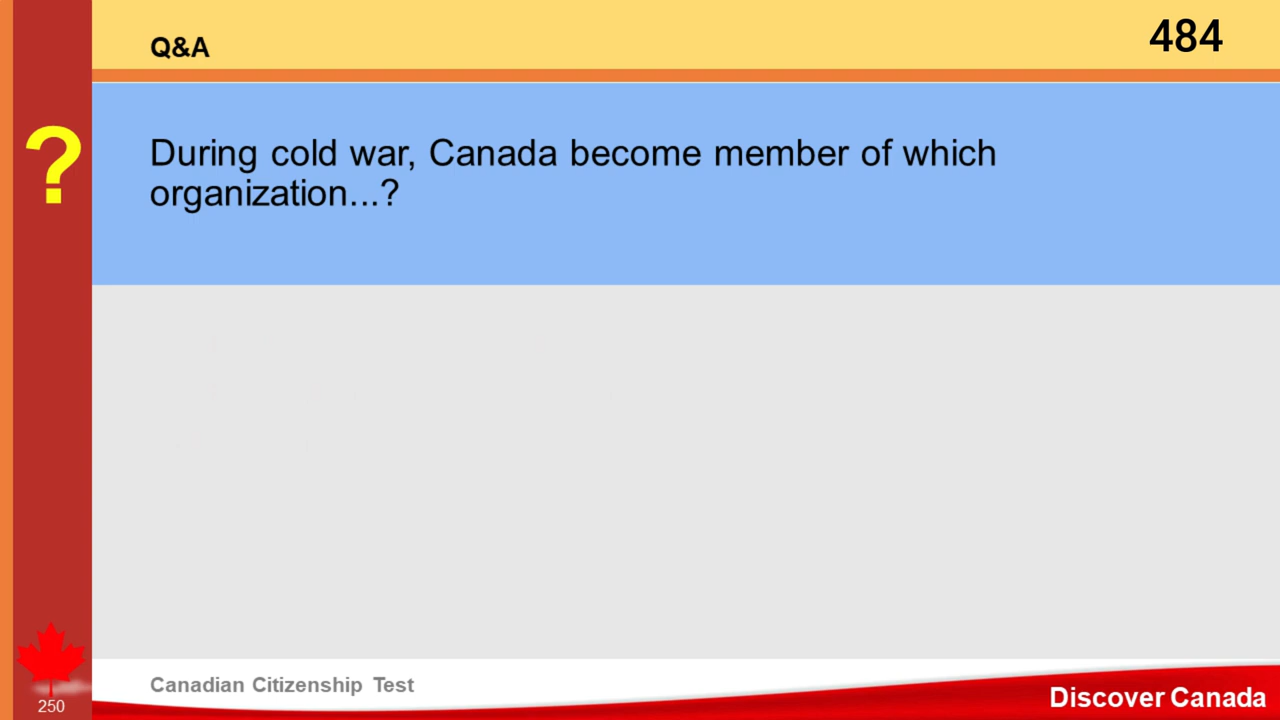 Q&A
484
?
During cold war, Canada become member of which
organization...?
Canadian Citizenship Test
Discover Canada
250